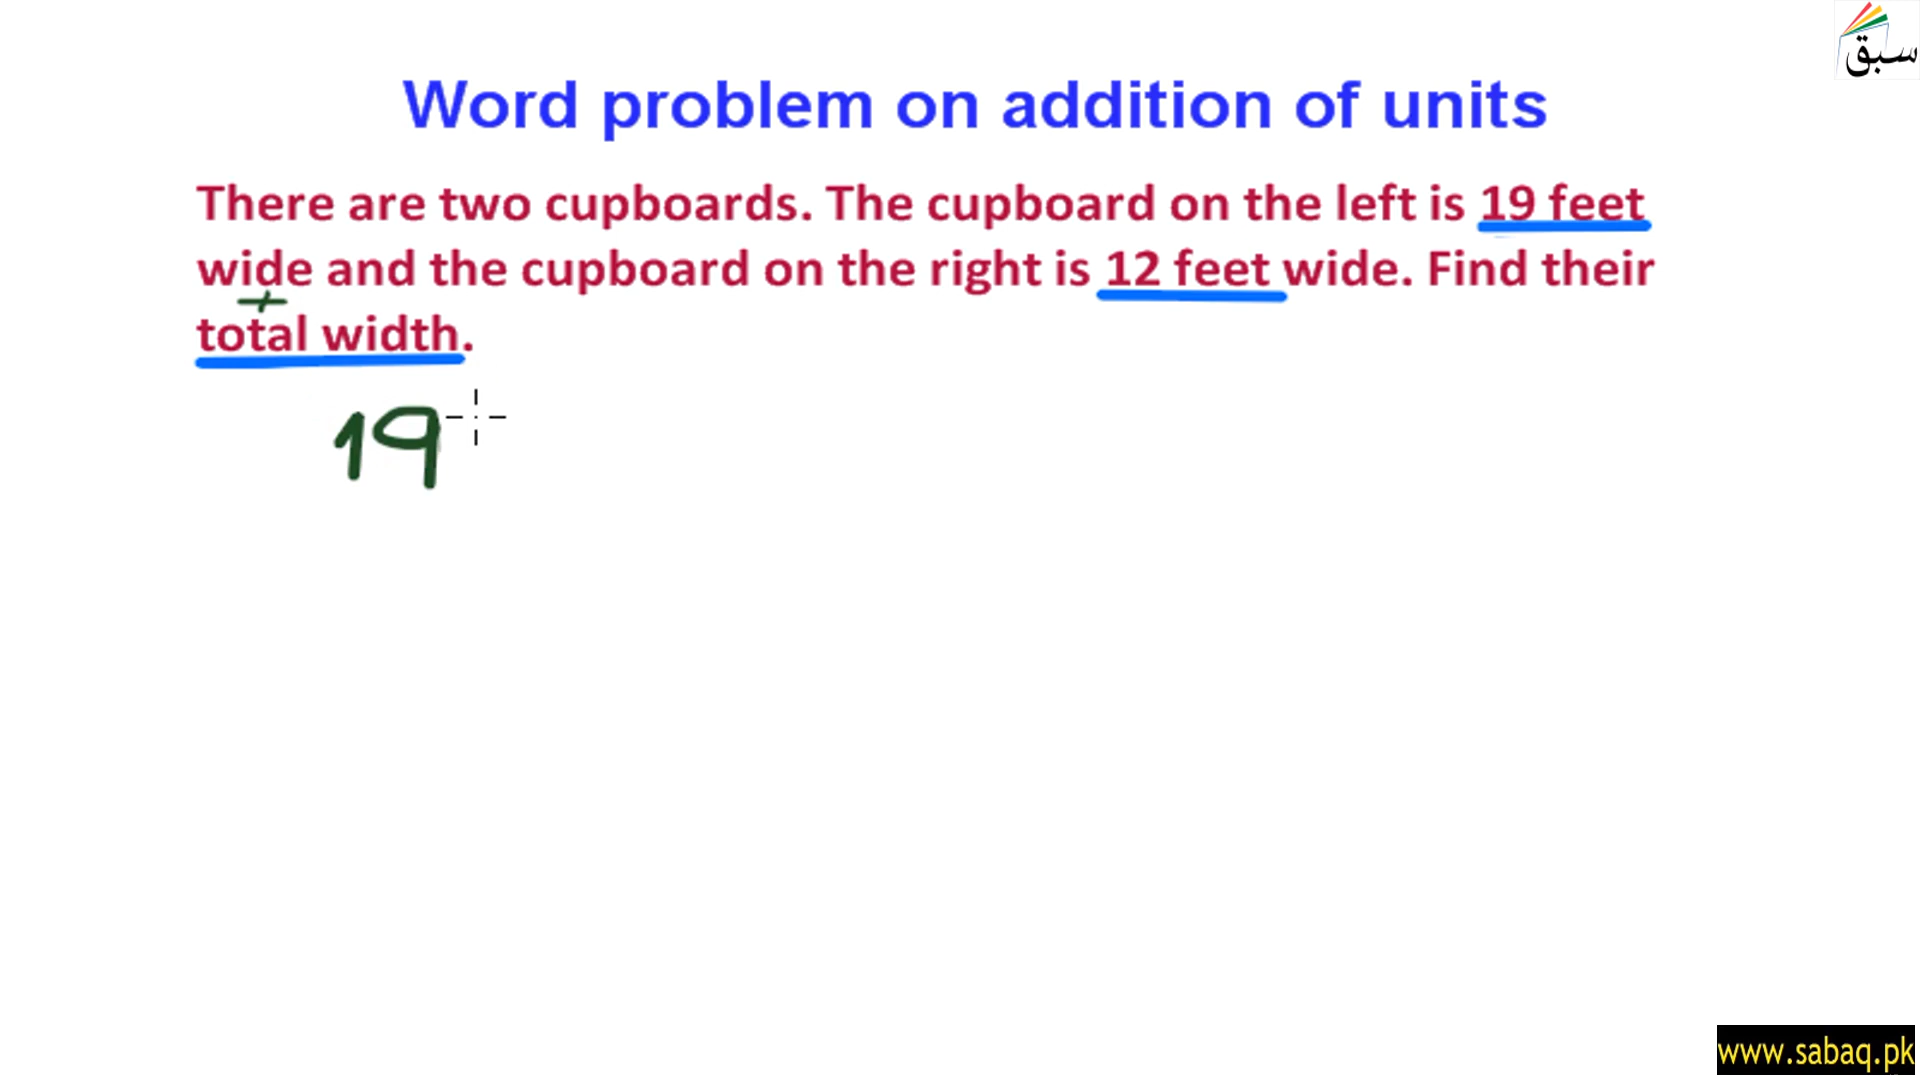 سبق
Word problem on addition of units
There are two cupboards. The cupboard on the left is 19 feet
wide and the cupboard on the right is 12 feet wide. Find their
+
total width.
19
www.sabaq.pk